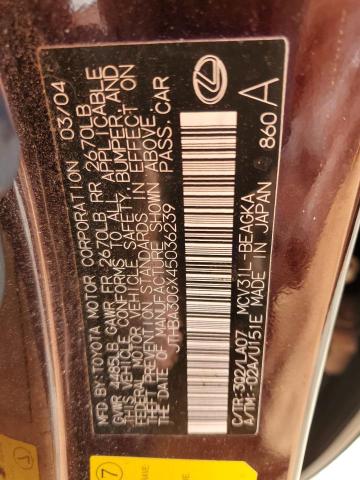 MFD. BY: TOYOTA MOTOR CORPORATION 03/04
GVWR 4485LB GAWR FR 2670LB RR 2670LB
THIS VEHICLE CONFORMS TO ALL APPLICABLE
FEDERAL MOTOR VEHICLE SAFETY, BUMPER, AND
THEFT PREVENTION STANDARDS IN EFFECT ON
THE DATE OF MANUFACTURE SHOWN ABOVE.
JTHBA30GX45036239 PASS.CAR
C/TR:3Q2/LA07 MCV31L-BEAGKA
A/TM:-02A/U151E MADE IN JAPAN
860 A
7